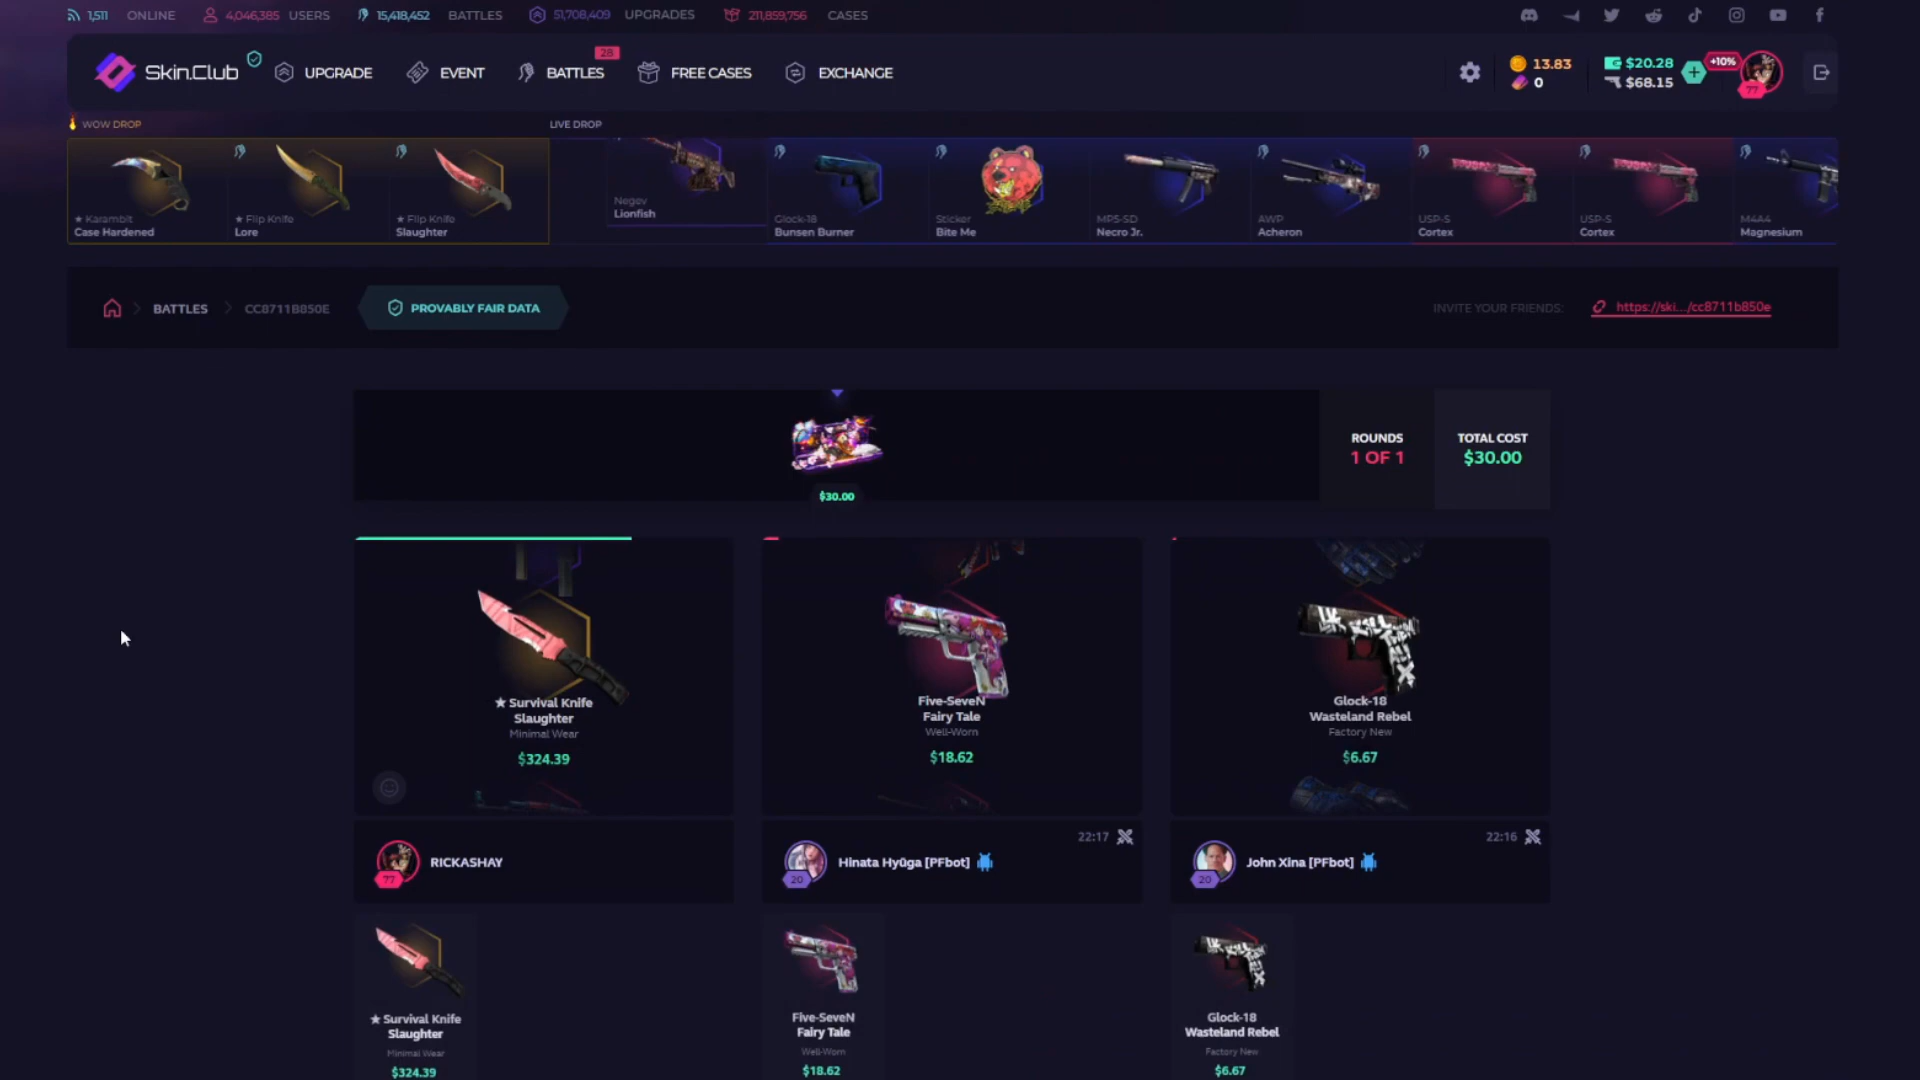 1,511 ONLINE 4,046,385 USERS 15,418,452 BATTLES 51,708,409 UPGRADES 211,859,756 CASES
Skin.Club UPGRADE EVENT 28 BATTLES FREE CASES EXCHANGE
13.83 $20.28 +10%
0 $68.15 77
WOW DROP LIVE DROP
★ Karambit
Case Hardened
★ Flip Knife
Lore
★ Flip Knife
Slaughter
Negev
Lionfish
Glock-18
Bunsen Burner
Sticker
Bite Me
MP5-SD
Necro Jr.
AWP
Acheron
USP-S
Cortex
USP-S
Cortex
M4A4
Magnesium
BATTLES CC8711B850E PROVABLY FAIR DATA INVITE YOUR FRIENDS: https://ski.../cc8711b850e
$30.00
ROUNDS
1 OF 1
TOTAL COST
$30.00
★ Survival Knife
Slaughter
Minimal Wear
$324.39
Five-SeveN
Fairy Tale
Well-Worn
$18.62
Glock-18
Wasteland Rebel
Factory New
$6.67
RICKASHAY
77
22:17
Hinata Hyūga [PFbot]
20
22:16
John Xina [PFbot]
20
★ Survival Knife
Slaughter
Minimal Wear
$324.39
Five-SeveN
Fairy Tale
Well-Worn
$18.62
Glock-18
Wasteland Rebel
Factory New
$6.67